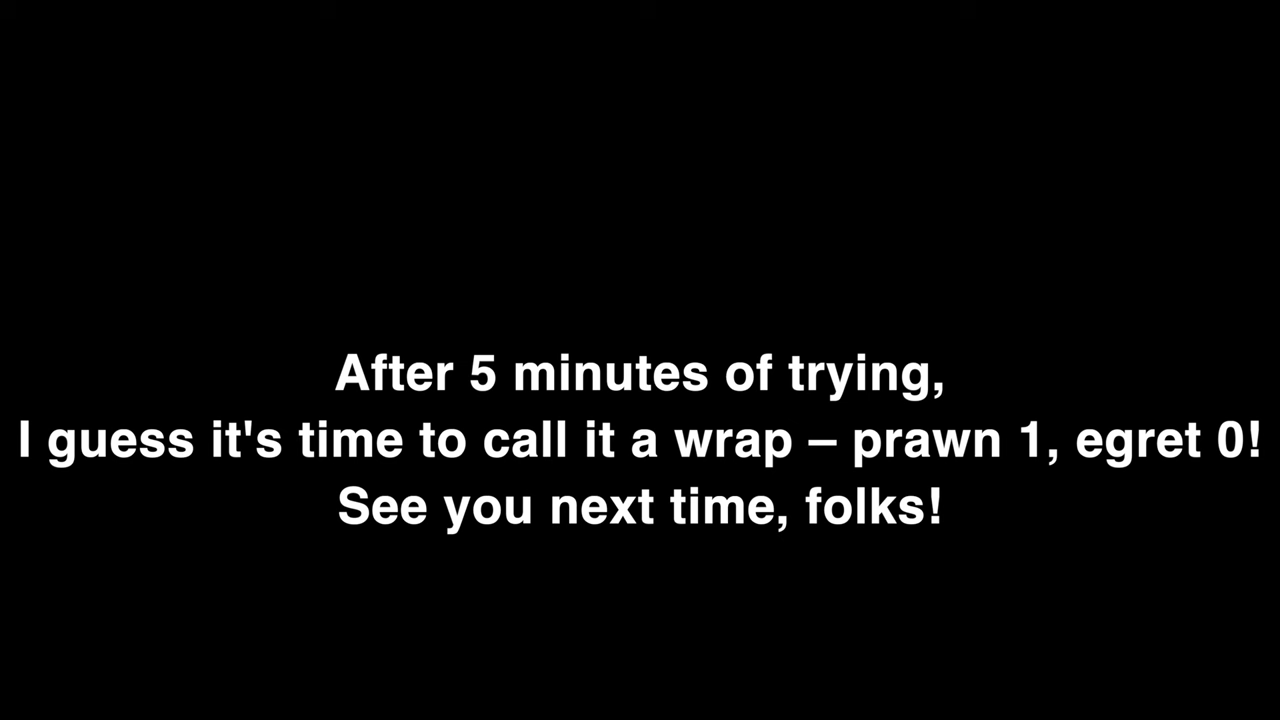 After 5 minutes of trying,
I guess it's time to call it a wrap – prawn 1, egret 0!
See you next time, folks!